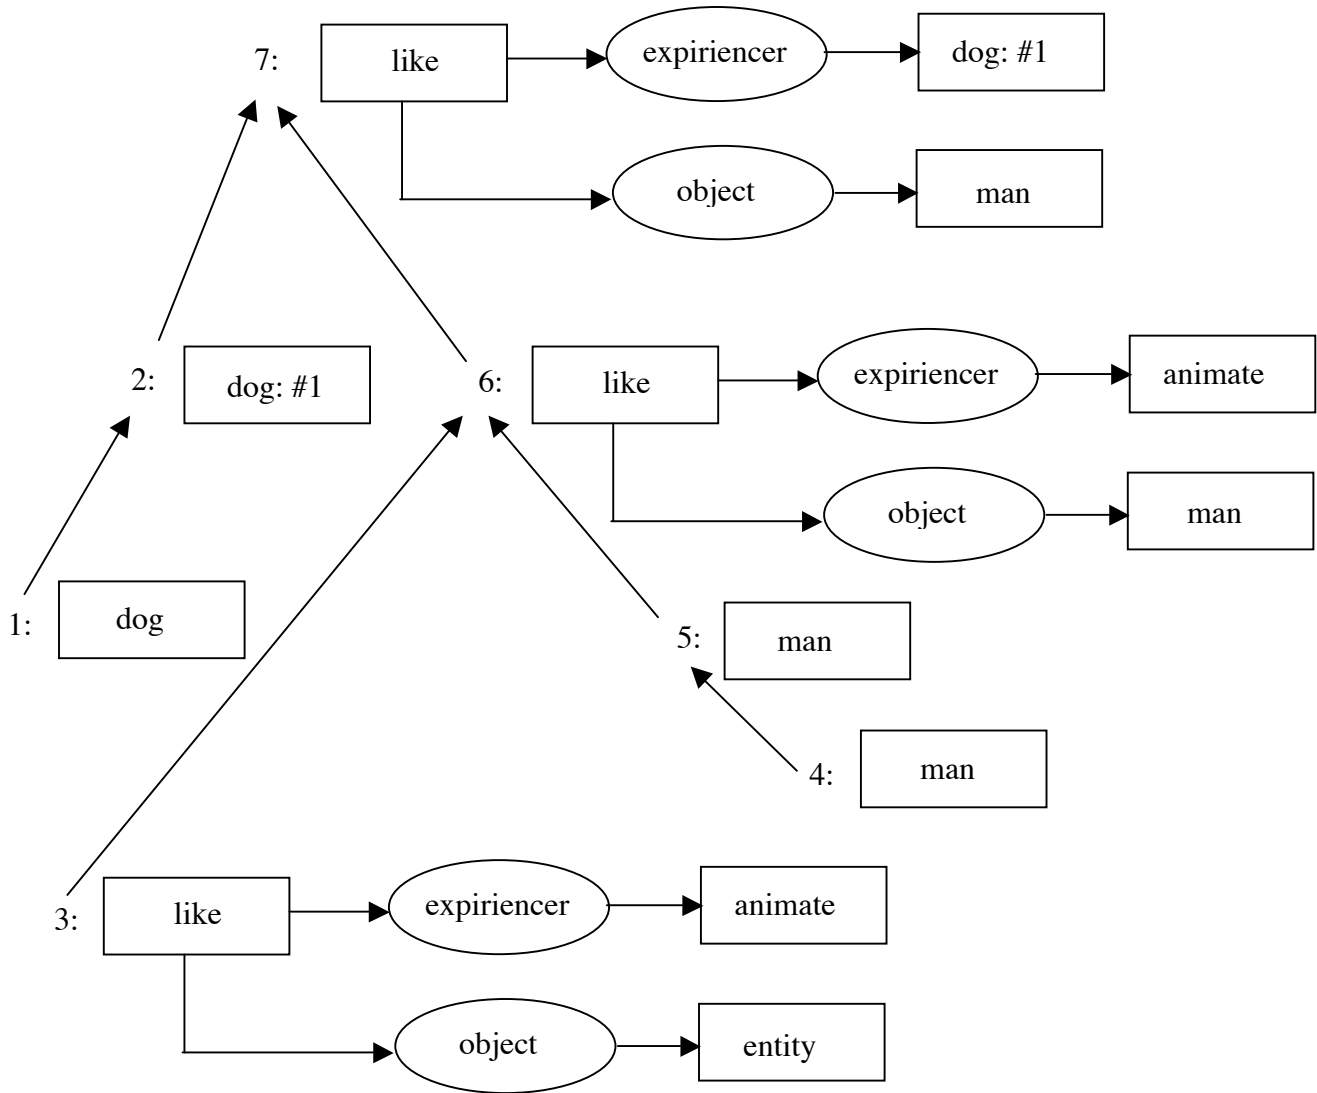 7:
like
expiriencer
dog: #1
object
man
2:
dog: #1
6:
like
expiriencer
animate
object
man
1:
dog
5:
man
4:
man
3:
like
expiriencer
animate
object
entity